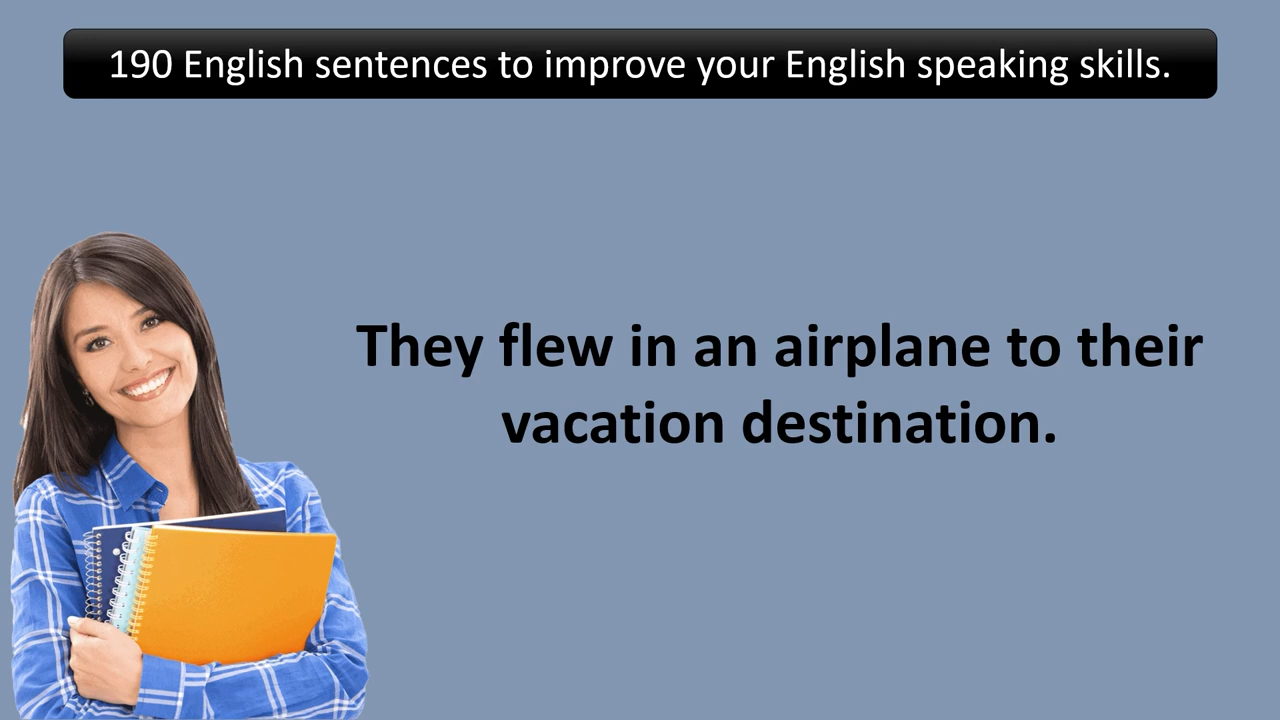 190 English sentences to improve your English speaking skills.
They flew in an airplane to their
vacation destination.